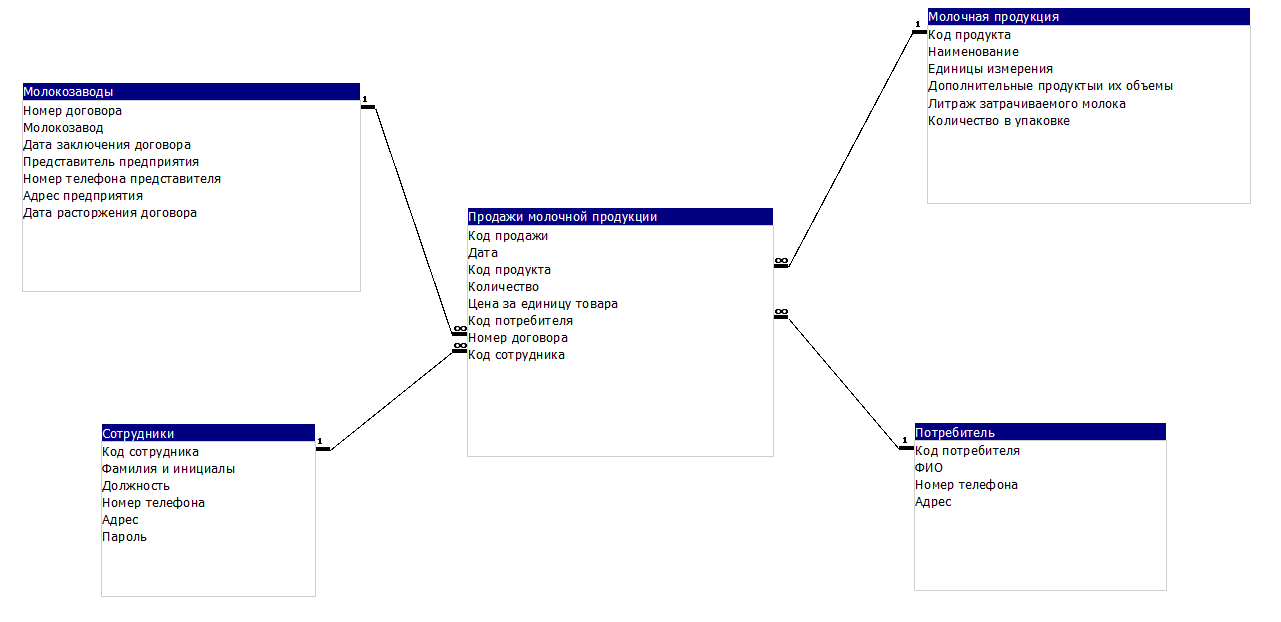 Молокозаводы
Номер договора
Молокозавод
Дата заключения договора
Представитель предприятия
Номер телефона представителя
Адрес предприятия
Дата расторжения договора
1
Молочная продукция
Код продукта
Наименование
Единицы измерения
Дополнительные продуктыи их объемы
Литраж затрачиваемого молока
Количество в упаковке
1
Продажи молочной продукции
Код продажи
Дата
Код продукта
Количество
Цена за единицу товара
Код потребителя
Номер договора
Код сотрудника
∞
∞
∞
∞
Сотрудники
Код сотрудника
Фамилия и инициалы
Должность
Номер телефона
Адрес
Пароль
1
Потребитель
Код потребителя
ФИО
Номер телефона
Адрес
1